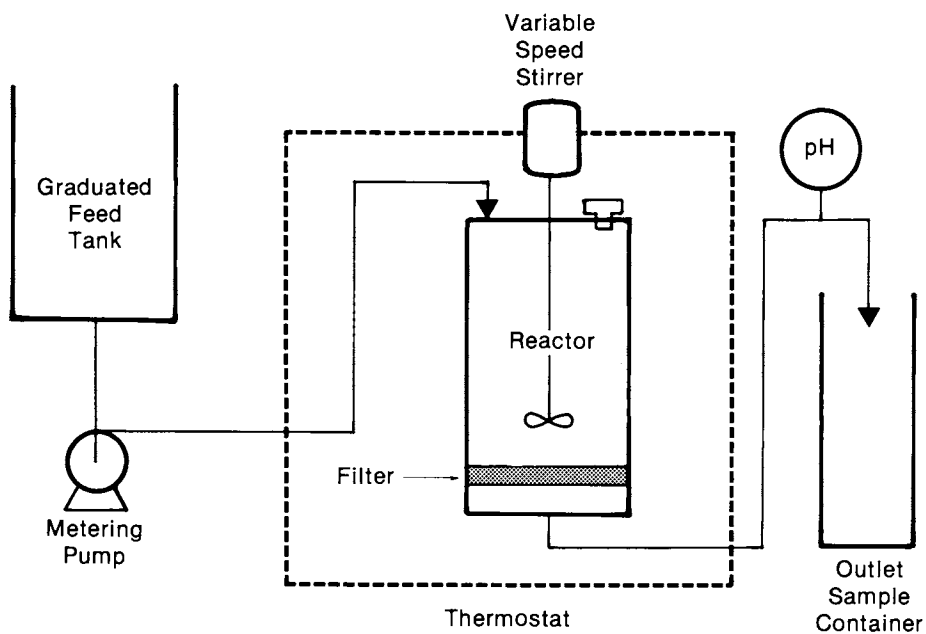 Variable
Speed
Stirrer
Graduated
Feed
Tank
pH
Reactor
Filter
Metering
Pump
Thermostat
Outlet
Sample
Container